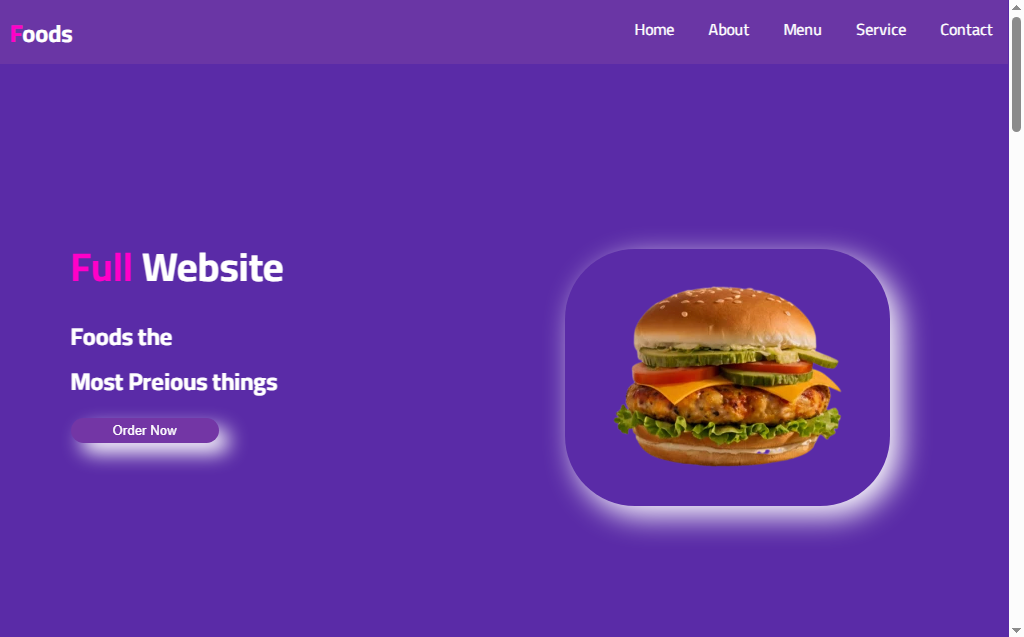 Foods
Home About Menu Service Contact
Full Website
Foods the
Most Preious things
Order Now